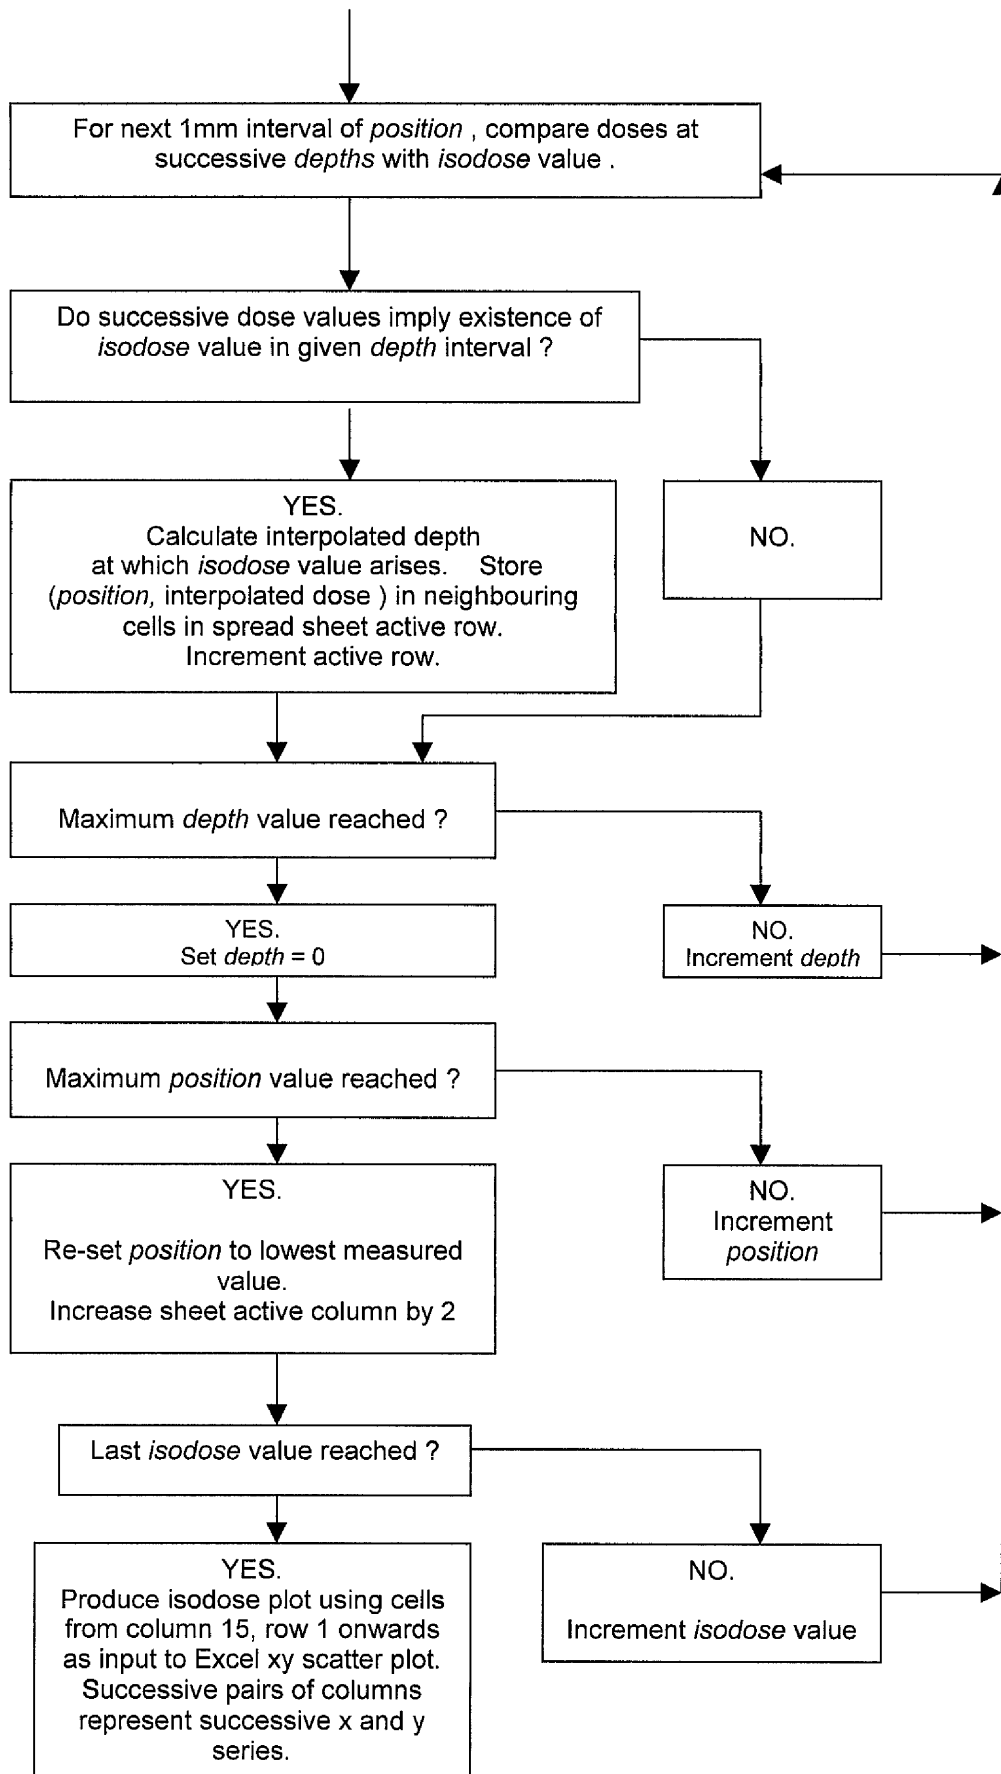 For next 1mm interval of position , compare doses at
successive depths with isodose value .
Do successive dose values imply existence of
isodose value in given depth interval ?
YES.
Calculate interpolated depth
at which isodose value arises. Store
(position, interpolated dose ) in neighbouring
cells in spread sheet active row.
Increment active row.
NO.
Maximum depth value reached ?
YES.
Set depth = 0
NO.
Increment depth
Maximum position value reached ?
YES.
Re-set position to lowest measured
value.
Increase sheet active column by 2
NO.
Increment
position
Last isodose value reached ?
YES.
Produce isodose plot using cells
from column 15, row 1 onwards
as input to Excel xy scatter plot.
Successive pairs of columns
represent successive x and y
series.
NO.
Increment isodose value